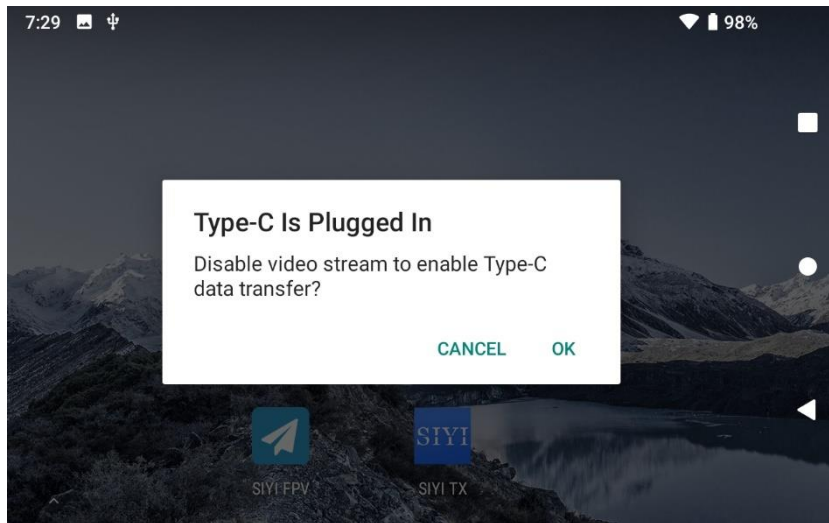 7:29
98%
Type-C Is Plugged In
Disable video stream to enable Type-C
data transfer?
CANCEL OK
SIYI
SIYI FPV SIYI TX